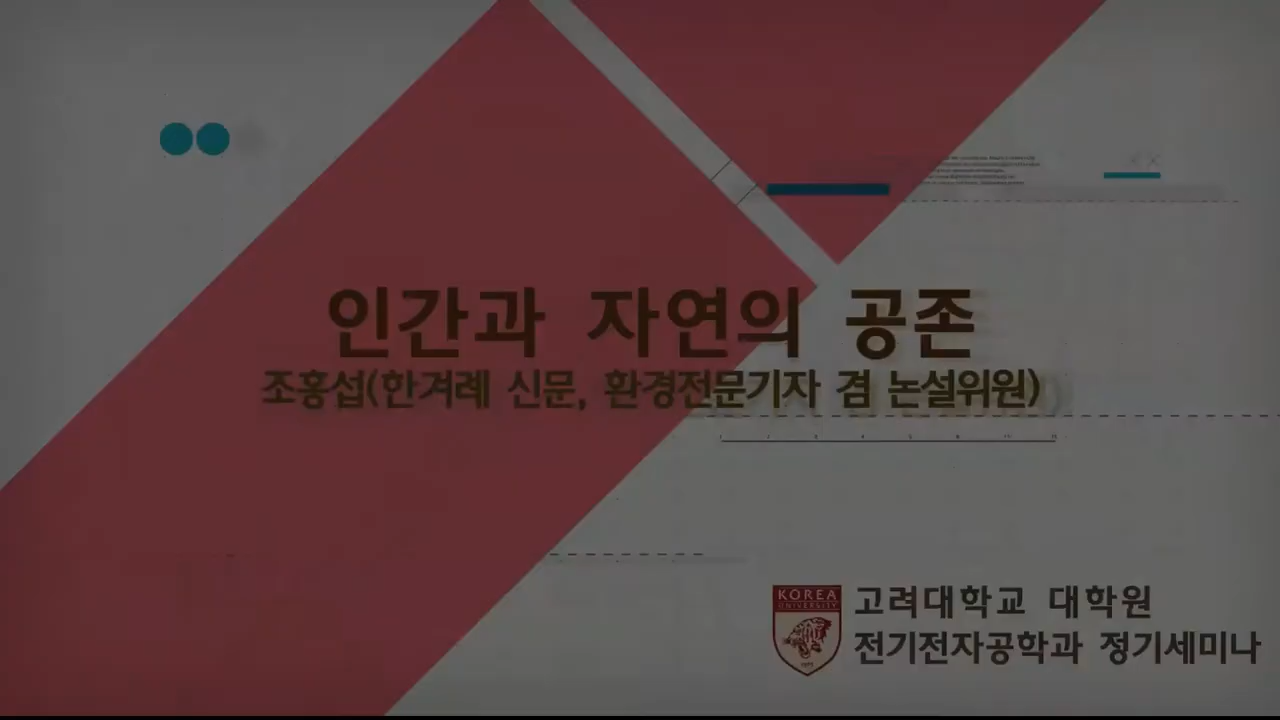 인간과 자연의 공존
조홍섭(한겨레 신문, 환경전문기자 겸 논설위원)
KOREA
UNIVERSITY
고려대학교 대학원
전기전자공학과 정기세미나